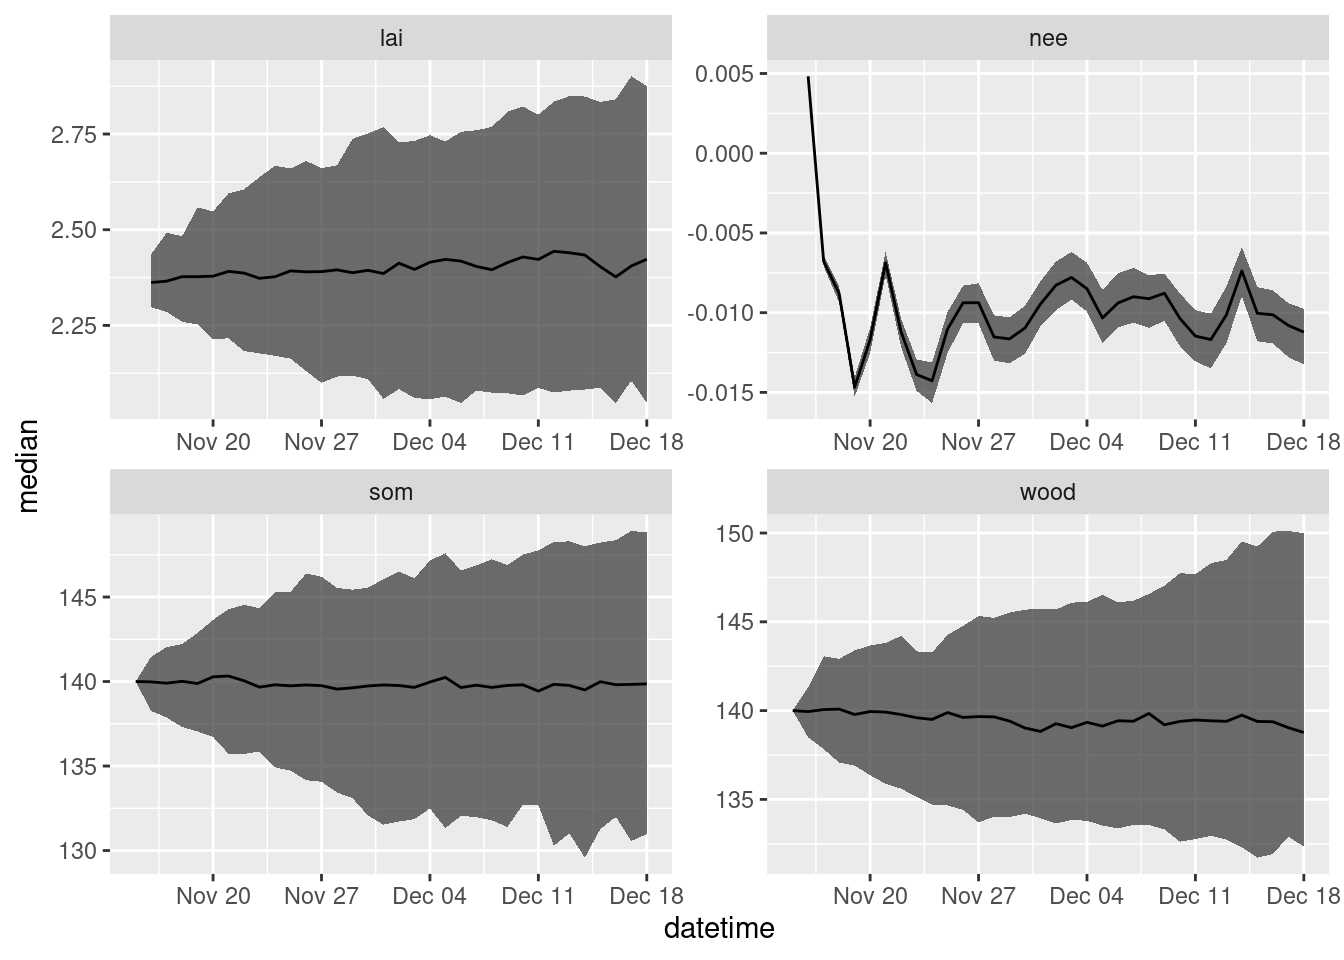 lai
nee
2.75
2.50
2.25
0.005
0.000
-0.005
-0.010
-0.015
Nov 20 Nov 27 Dec 04 Dec 11 Dec 18
Nov 20 Nov 27 Dec 04 Dec 11 Dec 18
som
wood
145
140
135
130
150
145
140
135
Nov 20 Nov 27 Dec 04 Dec 11 Dec 18
Nov 20 Nov 27 Dec 04 Dec 11 Dec 18
median
datetime